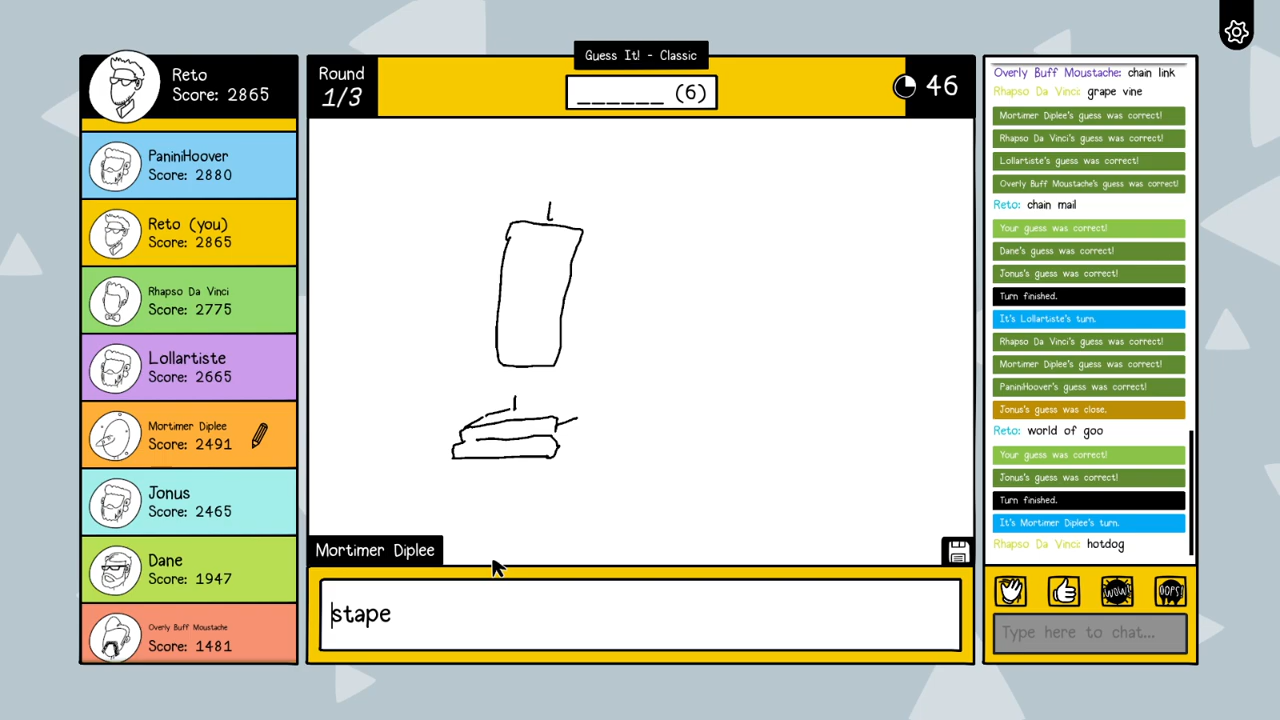 Guess It! - Classic
Reto
Score: 2865
Round
1/3
______ (6)
46
PaniniHoover
Score: 2880
Reto (you)
Score: 2865
Rhapso Da Vinci
Score: 2775
Lollartiste
Score: 2665
Mortimer Diplee
Score: 2491
Jonus
Score: 2465
Dane
Score: 1947
Overly Buff Moustache
Score: 1481
Mortimer Diplee
stape
Overly Buff Moustache: chain link
Rhapso Da Vinci: grape vine
Mortimer Diplee's guess was correct!
Rhapso Da Vinci's guess was correct!
Lollartiste's guess was correct!
Overly Buff Moustache's guess was correct!
Reto: chain mail
Your guess was correct!
Dane's guess was correct!
Jonus's guess was correct!
Turn finished.
It's Lollartiste's turn.
Rhapso Da Vinci's guess was correct!
Mortimer Diplee's guess was correct!
PaniniHoover's guess was correct!
Jonus's guess was close.
Reto: world of goo
Your guess was correct!
Jonus's guess was correct!
Turn finished.
It's Mortimer Diplee's turn.
Rhapso Da Vinci: hotdog
WOW!
OOPS!
Type here to chat...